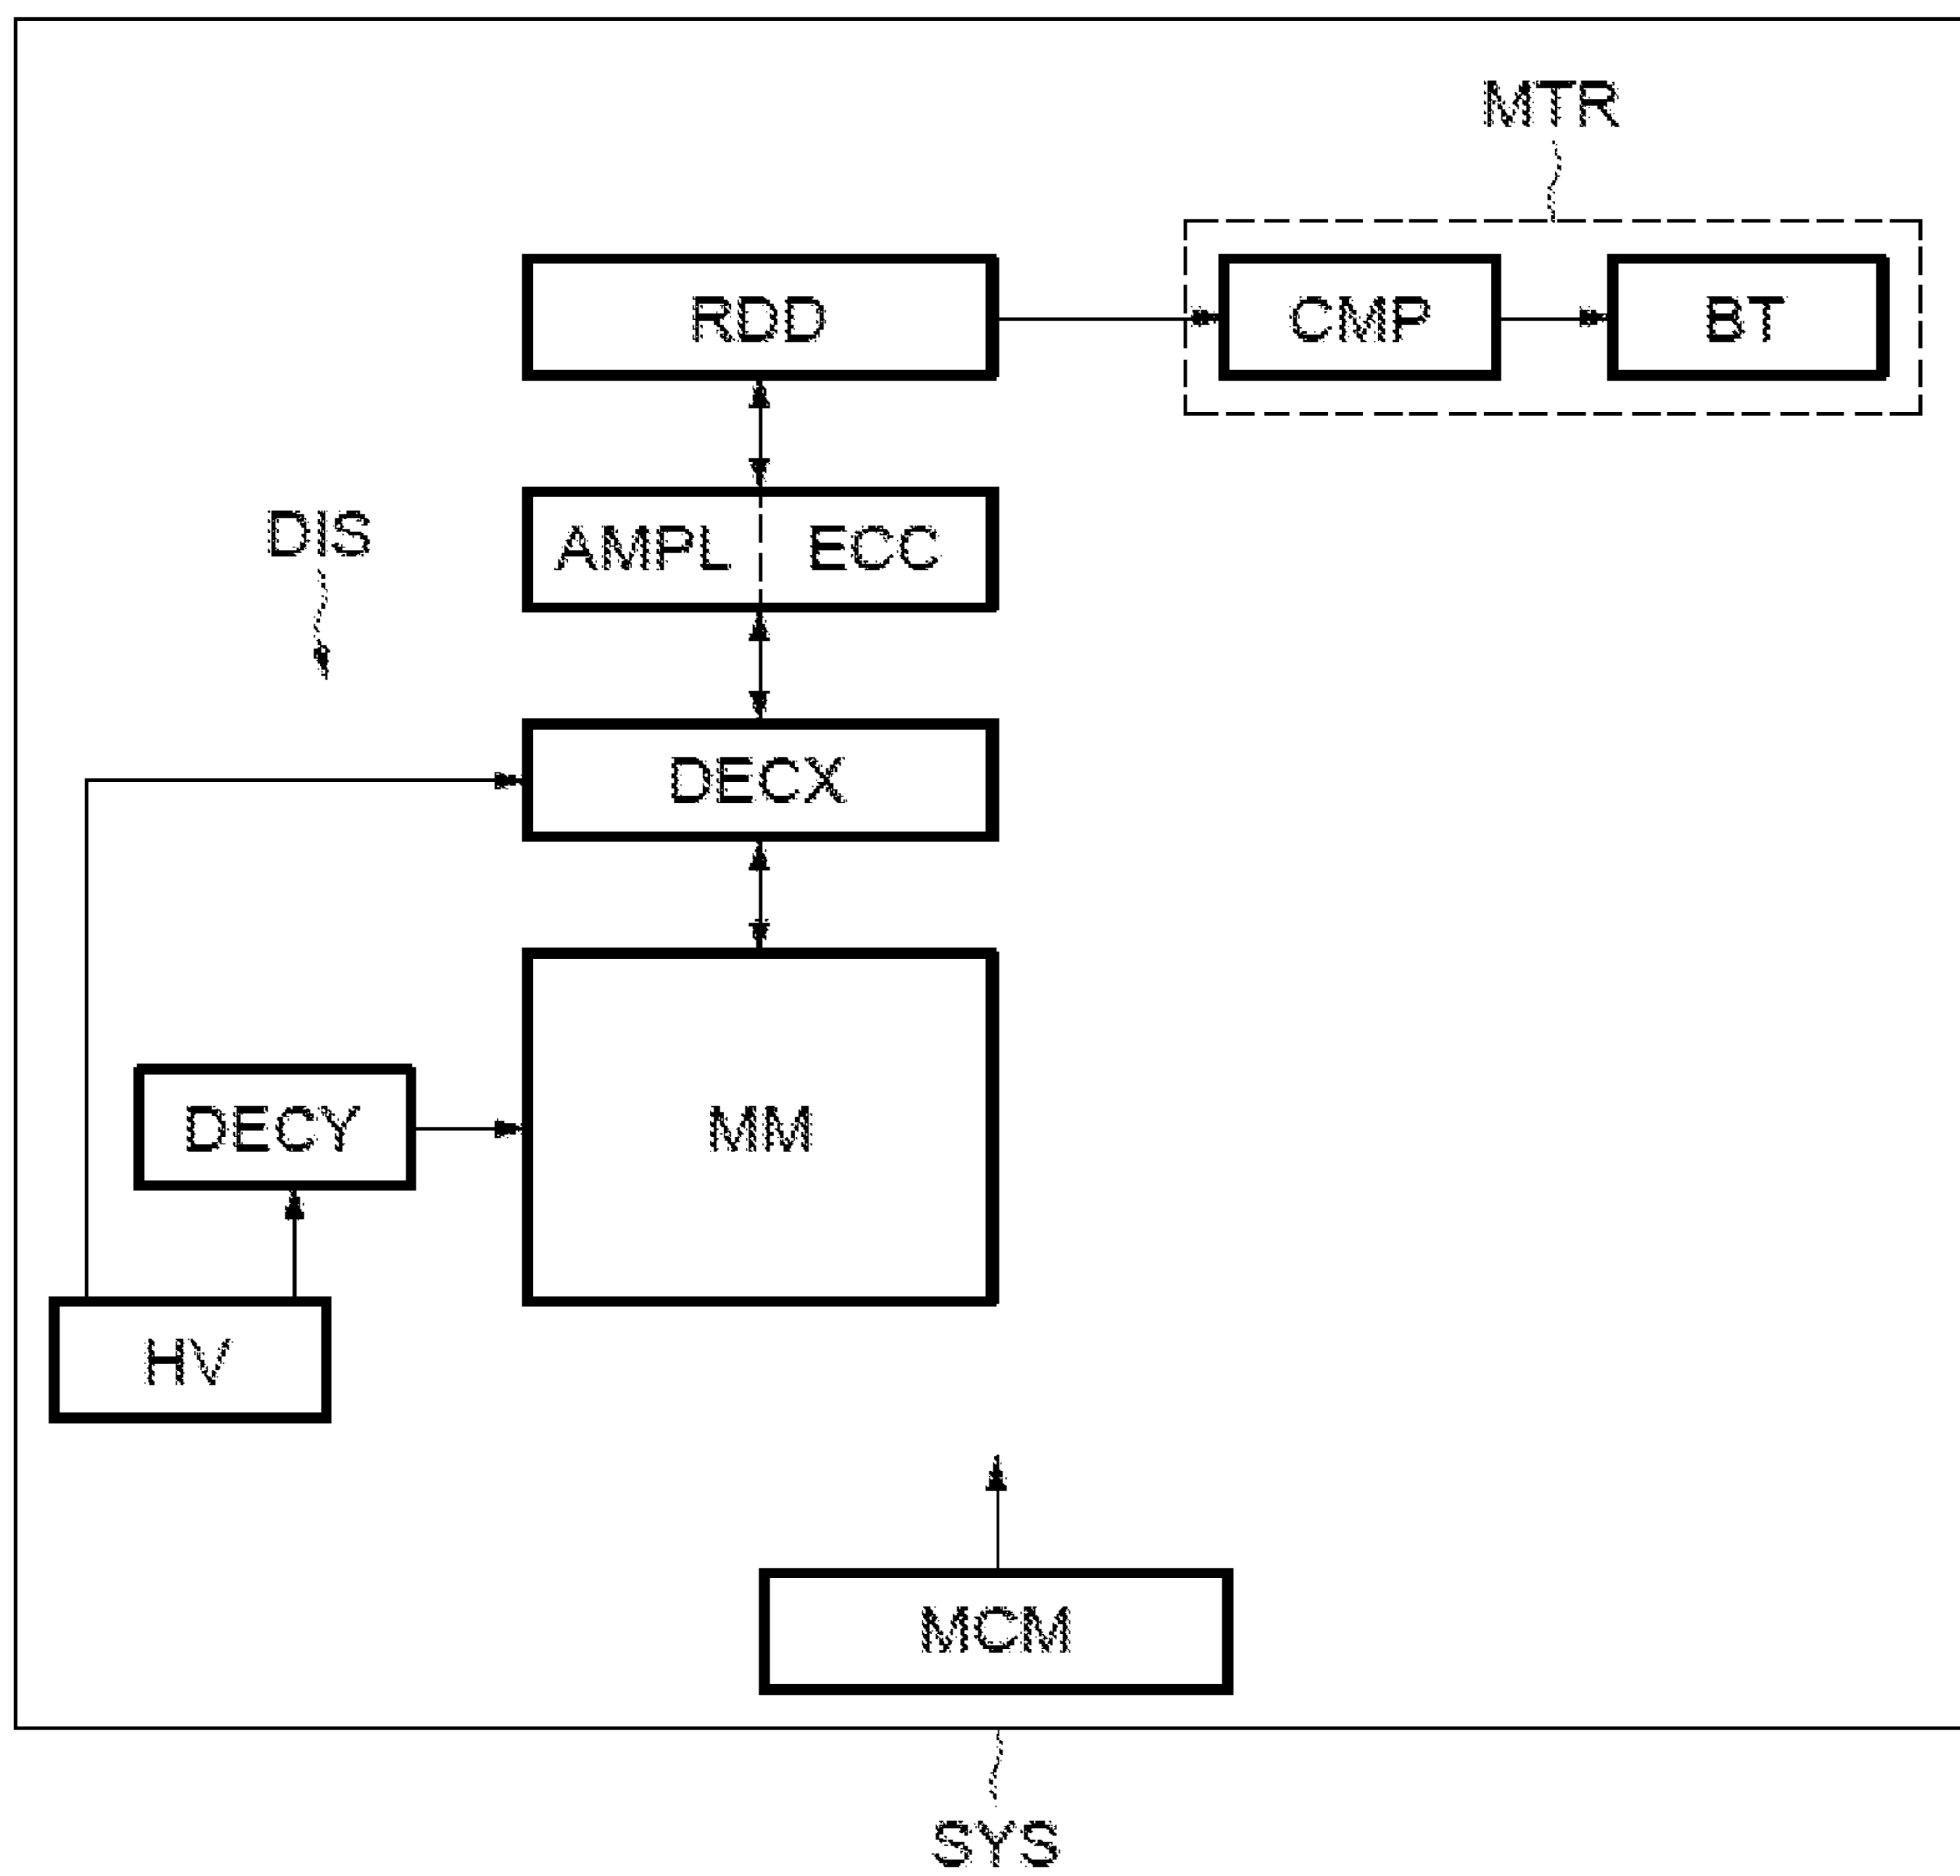 MTR
RDD CMP BT
DIS
AMPL ECC
DECX
DECY MM
HV
MCM
SYS